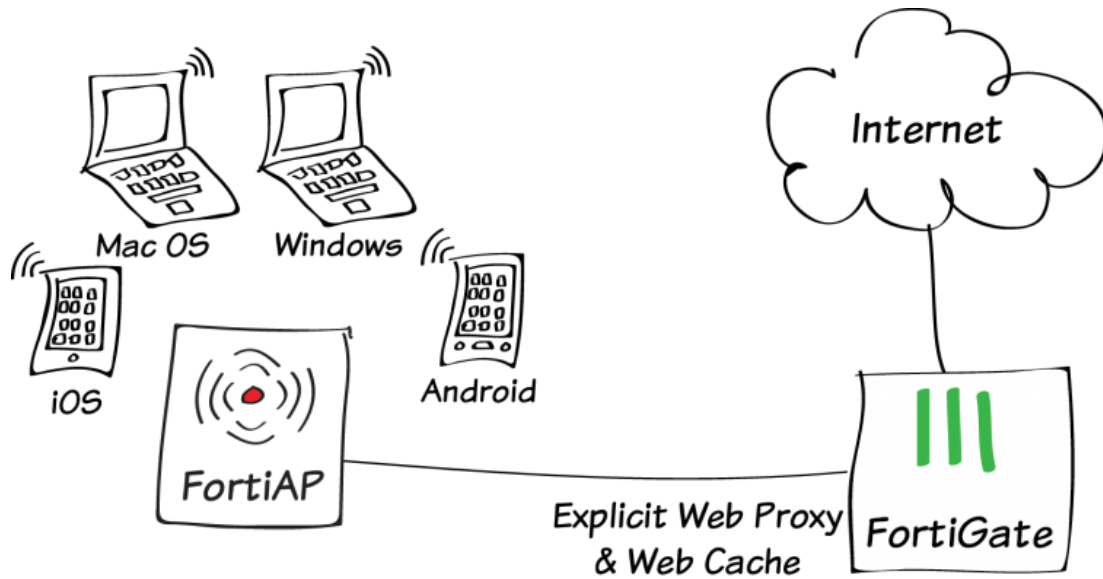 Internet
Mac OS
Windows
iOS
Android
FortiAP
Explicit Web Proxy
& Web Cache
FortiGate